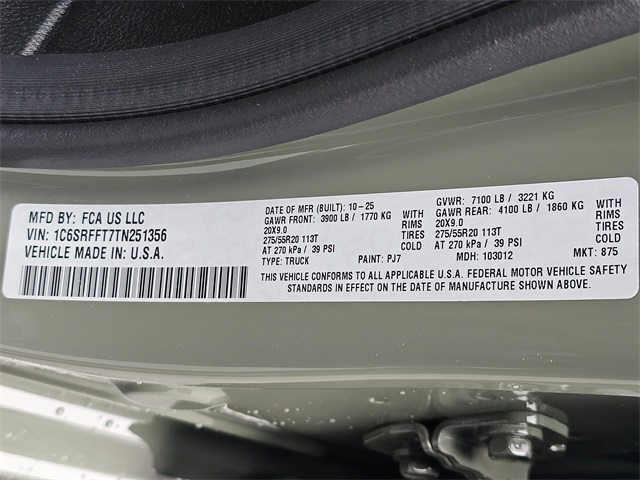 MFD BY: FCA US LLC
VIN: 1C6SRFFT7TN251356
VEHICLE MADE IN U.S.A.
DATE OF MFR (BUILT): 10-25
GAWR FRONT: 3900 LB / 1770 KG
20X9.0
275/55R20 113T
AT 270 kPa / 39 PSI
TYPE: TRUCK
WITH
RIMS
TIRES
COLD
PAINT: PJ7
GVWR: 7100 LB / 3221 KG
GAWR REAR: 4100 LB / 1860 KG
20X9.0
275/55R20 113T
AT 270 kPa / 39 PSI
MDH: 103012
WITH
RIMS
TIRES
COLD
MKT: 875
THIS VEHICLE CONFORMS TO ALL APPLICABLE U.S.A. FEDERAL MOTOR VEHICLE SAFETY
STANDARDS IN EFFECT ON THE DATE OF MANUFACTURE SHOWN ABOVE.